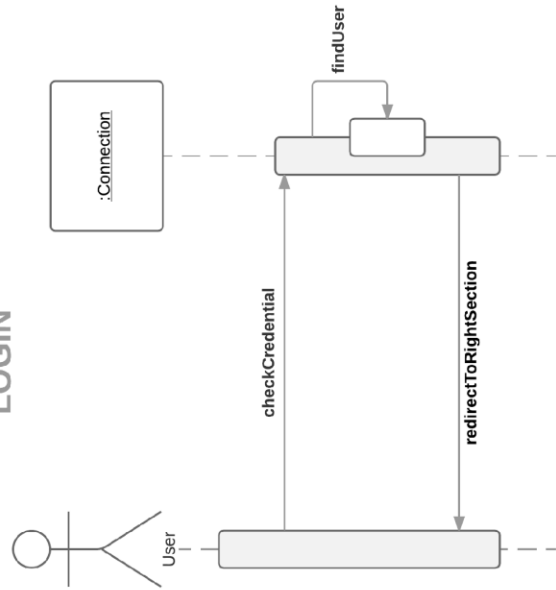 LOGIN
User
:Connection
checkCredential
findUser
redirectToRightSection